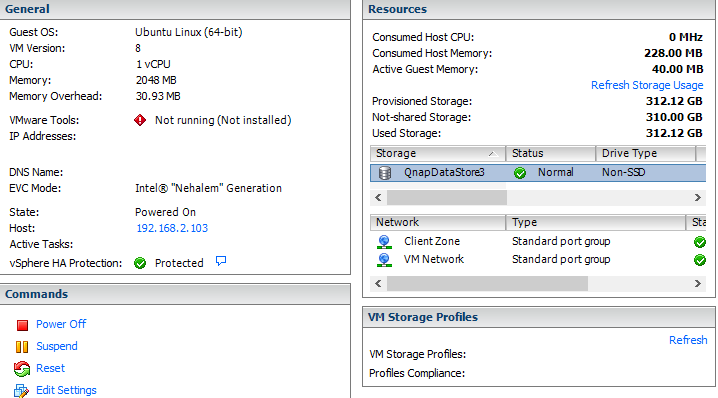 General
Guest OS: Ubuntu Linux (64-bit)
VM Version: 8
CPU: 1 vCPU
Memory: 2048 MB
Memory Overhead: 30.93 MB
VMware Tools: Not running (Not installed)
IP Addresses:
DNS Name:
EVC Mode: Intel® "Nehalem" Generation
State: Powered On
Host: 192.168.2.103
Active Tasks:
vSphere HA Protection: Protected
Commands
Power Off
Suspend
Reset
Edit Settings
Resources
Consumed Host CPU: 0 MHz
Consumed Host Memory: 228.00 MB
Active Guest Memory: 40.00 MB
Refresh Storage Usage
Provisioned Storage: 312.12 GB
Not-shared Storage: 310.00 GB
Used Storage: 312.12 GB
Storage Status Drive Type
QnapDataStore3 Normal Non-SSD
Network Type Sta
Client Zone Standard port group
VM Network Standard port group
VM Storage Profiles
Refresh
VM Storage Profiles:
Profiles Compliance: